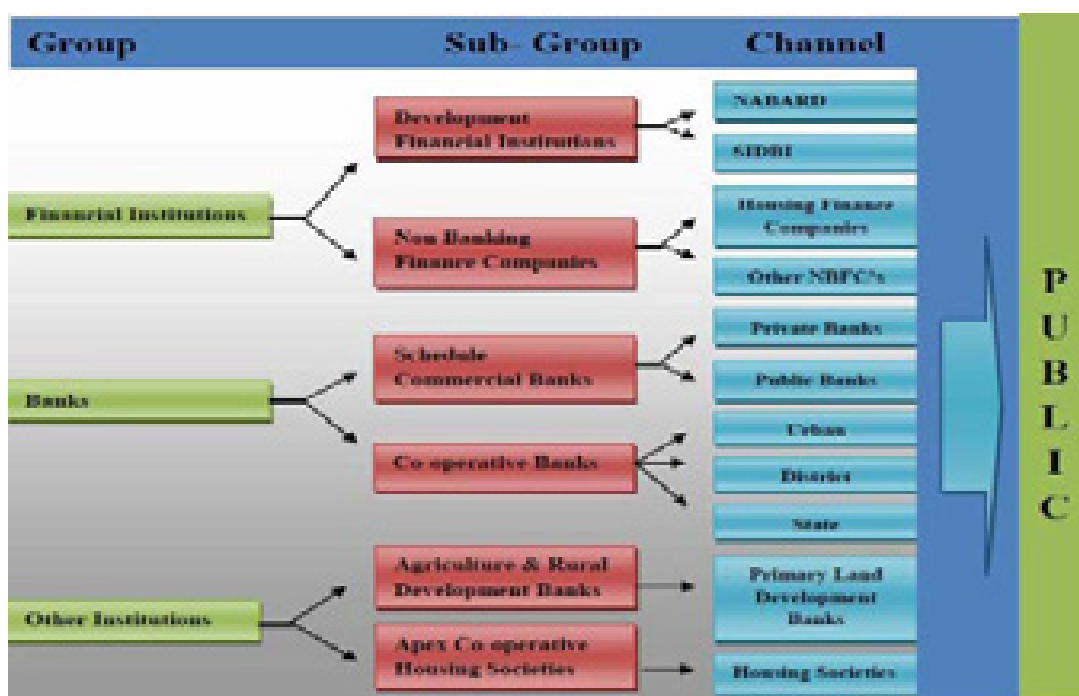 Group Sub- Group Channel
Development
Financial Institutions
NABARD
SIDBI
Financial Institutions
Non Banking
Finance Companies
Housing Finance
Companies
Other NBFC's
Banks
Schedule
Commercial Banks
Private Banks
Public Banks
Co operative Banks
Urban
District
State
Other Institutions
Agriculture & Rural
Development Banks
Primary Land
Development
Banks
Apex Co-operative
Housing Societies
Housing Societies
P
U
B
L
I
C